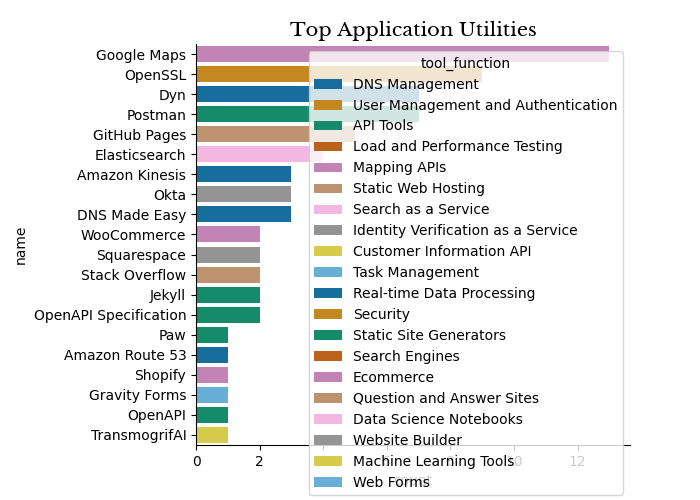 Top Application Utilities
name
Google Maps
OpenSSL
Dyn
Postman
GitHub Pages
Elasticsearch
Amazon Kinesis
Okta
DNS Made Easy
WooCommerce
Squarespace
Stack Overflow
Jekyll
OpenAPI Specification
Paw
Amazon Route 53
Shopify
Gravity Forms
OpenAPI
TransmogrifAI
tool_function
DNS Management
User Management and Authentication
API Tools
Load and Performance Testing
Mapping APIs
Static Web Hosting
Search as a Service
Identity Verification as a Service
Customer Information API
Task Management
Real-time Data Processing
Security
Static Site Generators
Search Engines
Ecommerce
Question and Answer Sites
Data Science Notebooks
Website Builder
Machine Learning Tools
Web Forms
0 2 10 12